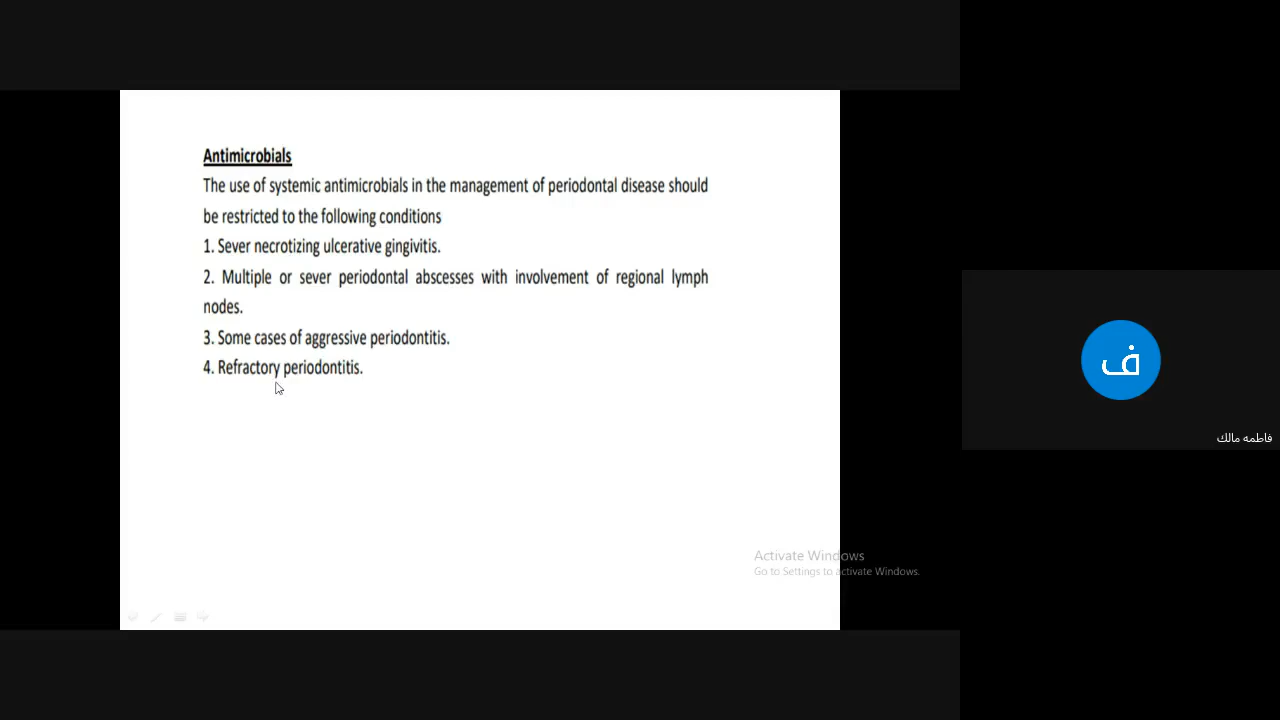 Antimicrobials
The use of systemic antimicrobials in the management of periodontal disease should
be restricted to the following conditions
1. Sever necrotizing ulcerative gingivitis.
2. Multiple or sever periodontal abscesses with involvement of regional lymph
nodes.
3. Some cases of aggressive periodontitis.
4. Refractory periodontitis.
ف
فاطمه مالك
Activate Windows
Go to Settings to activate Windows.